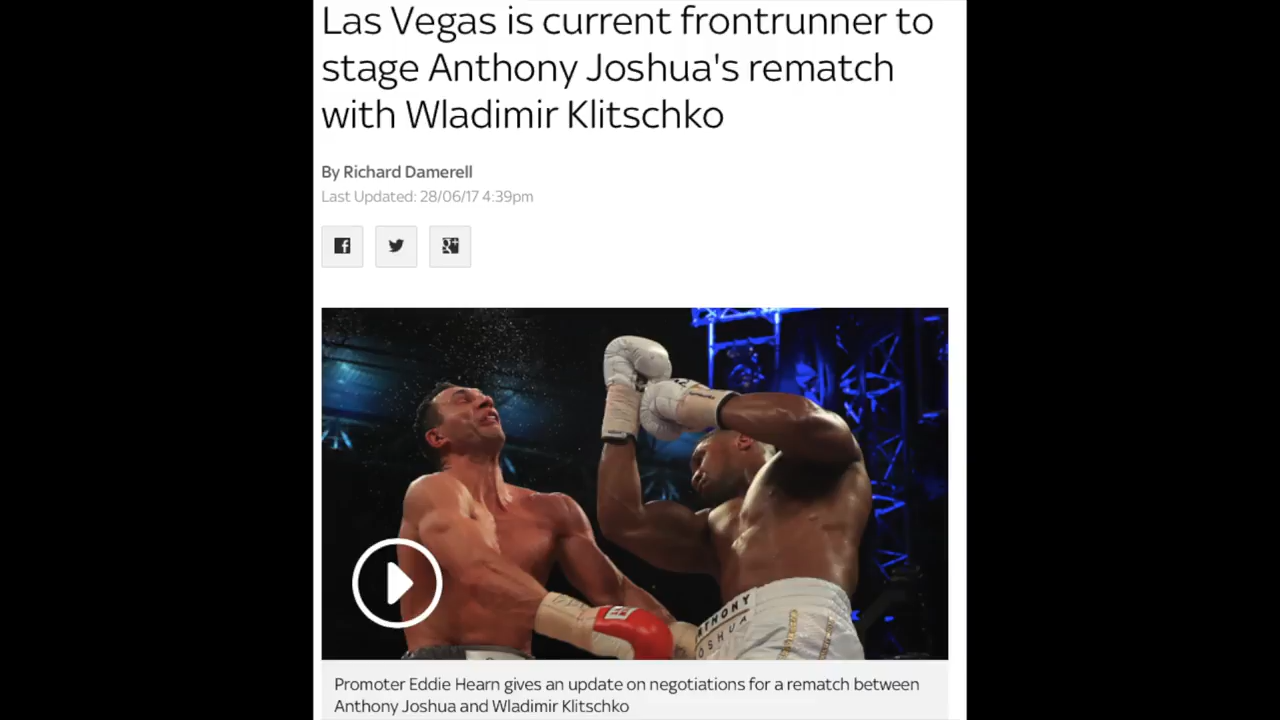 Las Vegas is current frontrunner to
stage Anthony Joshua's rematch
with Wladimir Klitschko
By Richard Damerell
Last Updated: 28/06/17 4:39pm
ANTHONY
JOSHUA
Promoter Eddie Hearn gives an update on negotiations for a rematch between
Anthony Joshua and Wladimir Klitschko